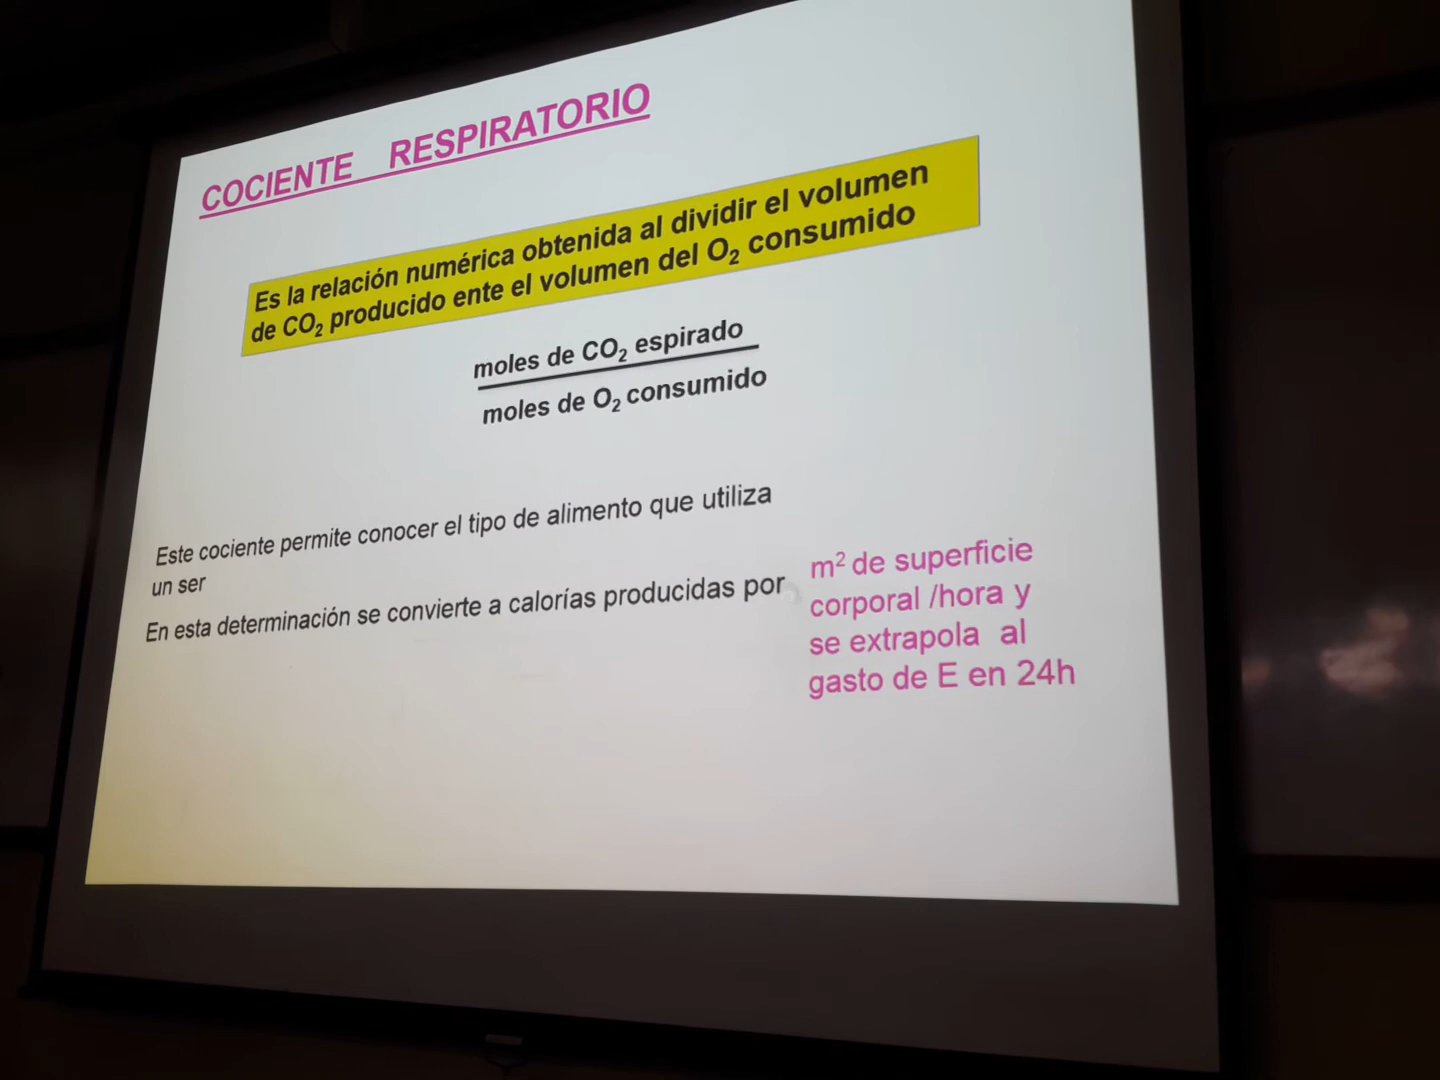 COCIENTE RESPIRATORIO
Es la relación numérica obtenida al dividir el volumen
de CO₂ producido ente el volumen del O₂ consumido
moles de CO₂ espirado
moles de O₂ consumido
Este cociente permite conocer el tipo de alimento que utiliza
un ser
En esta determinación se convierte a calorías producidas por
m² de superficie
corporal /hora y
se extrapola al
gasto de E en 24h